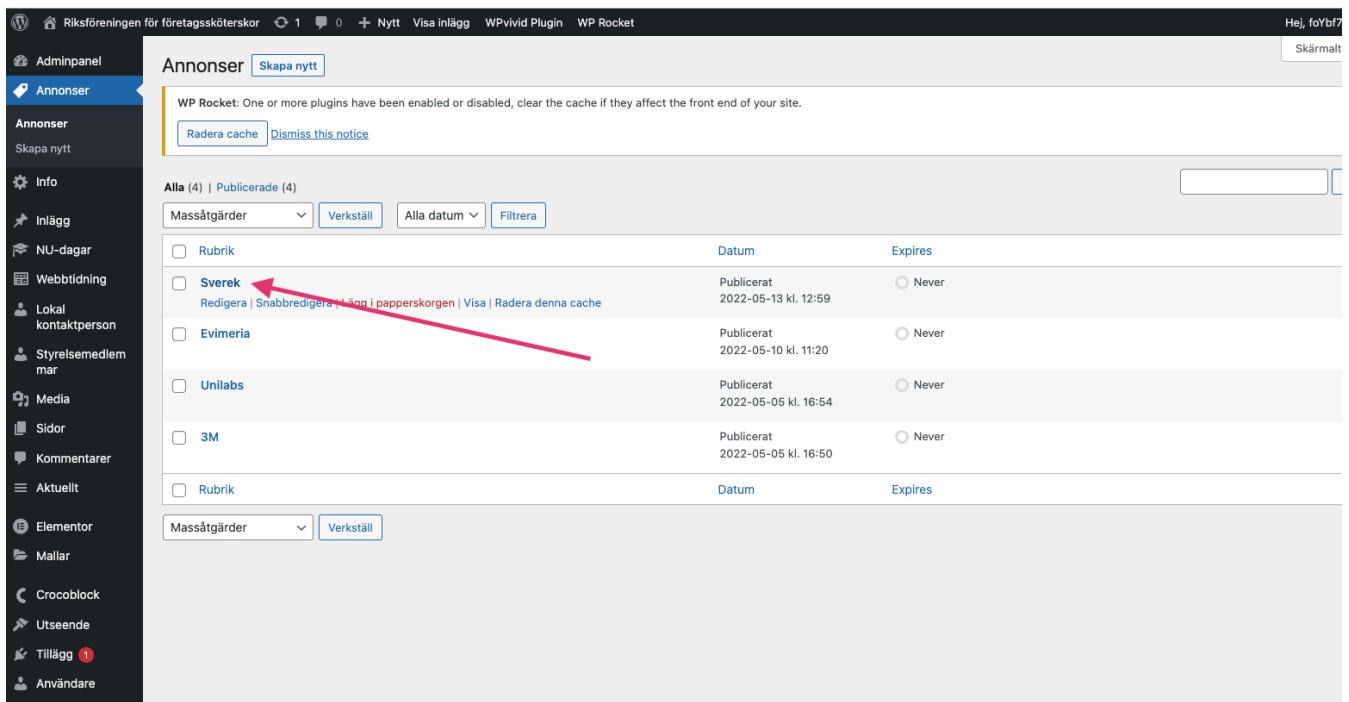 Riksföreningen för företagssköterskor 1 0 Nytt Visa inlägg WPvivid Plugin WP Rocket Hej, foYbf7
Skärmalt
Adminpanel
Annonser
Annonser
Skapa nytt
Info
Inlägg
NU-dagar
Webbtidning
Lokal
kontaktperson
Styrelsemedlem
mar
Media
Sidor
Kommentarer
Aktuellt
Elementor
Mallar
Crocoblock
Utseende
Tillägg 1
Användare
Annonser Skapa nytt
WP Rocket: One or more plugins have been enabled or disabled, clear the cache if they affect the front end of your site.
Radera cache Dismiss this notice
Alla (4) | Publicerade (4)
Massåtgärder Verkställ Alla datum Filtrera
Rubrik Datum Expires
Sverek Publicerat Never
Redigera | Snabbredigera | Lägg i papperskorgen | Visa | Radera denna cache 2022-05-13 kl. 12:59
Evimeria Publicerat Never
2022-05-10 kl. 11:20
Unilabs Publicerat Never
2022-05-05 kl. 16:54
3M Publicerat Never
2022-05-05 kl. 16:50
Rubrik Datum Expires
Massåtgärder Verkställ